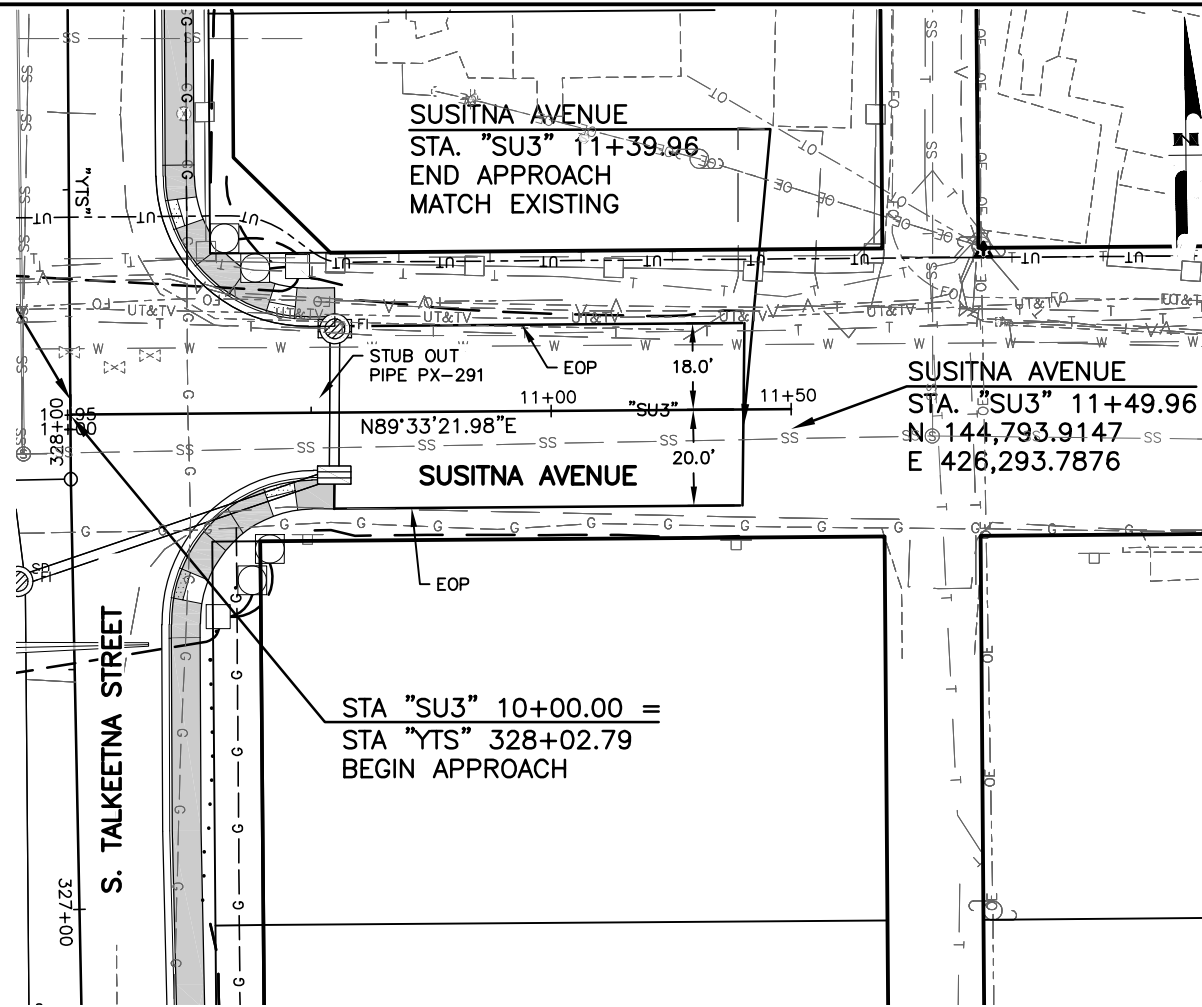 SUSITNA AVENUE
STA. "SU3" 11+39.96
END APPROACH
MATCH EXISTING
"YTS"
STUB OUT
PIPE PX-291
EOP
18.0'
11+00
"SU3"
11+50
N89°33'21.98"E
20.0'
SUSITNA AVENUE
SUSITNA AVENUE
STA. "SU3" 11+49.96
N 144,793.9147
E 426,293.7876
328+00
EOP
S. TALKEETNA STREET
STA "SU3" 10+00.00 =
STA "YTS" 328+02.79
BEGIN APPROACH
327+00
N